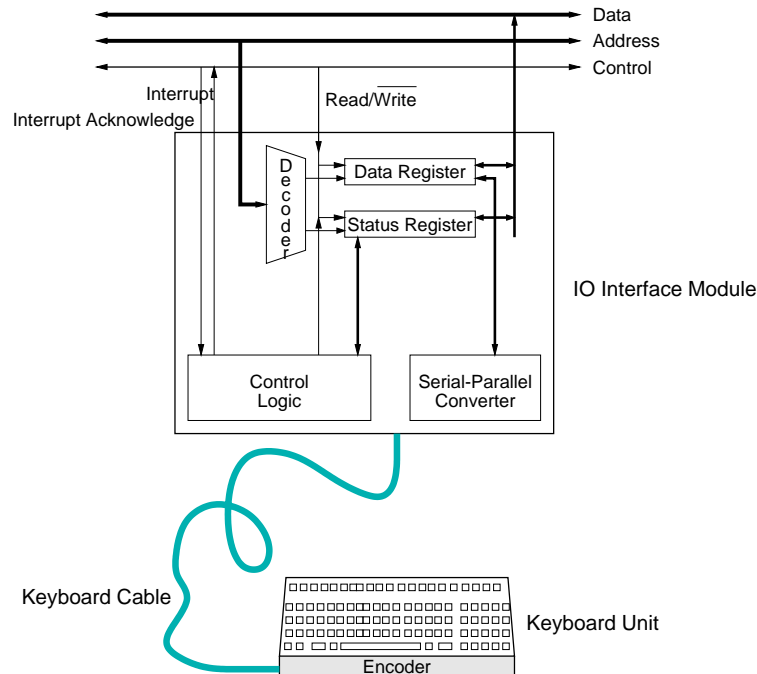 Data
Address
Control
Interrupt
Read/Write
Interrupt Acknowledge
Decoder
Data Register
Status Register
IO Interface Module
Control
Logic
Serial-Parallel
Converter
Keyboard Cable
Keyboard Unit
Encoder